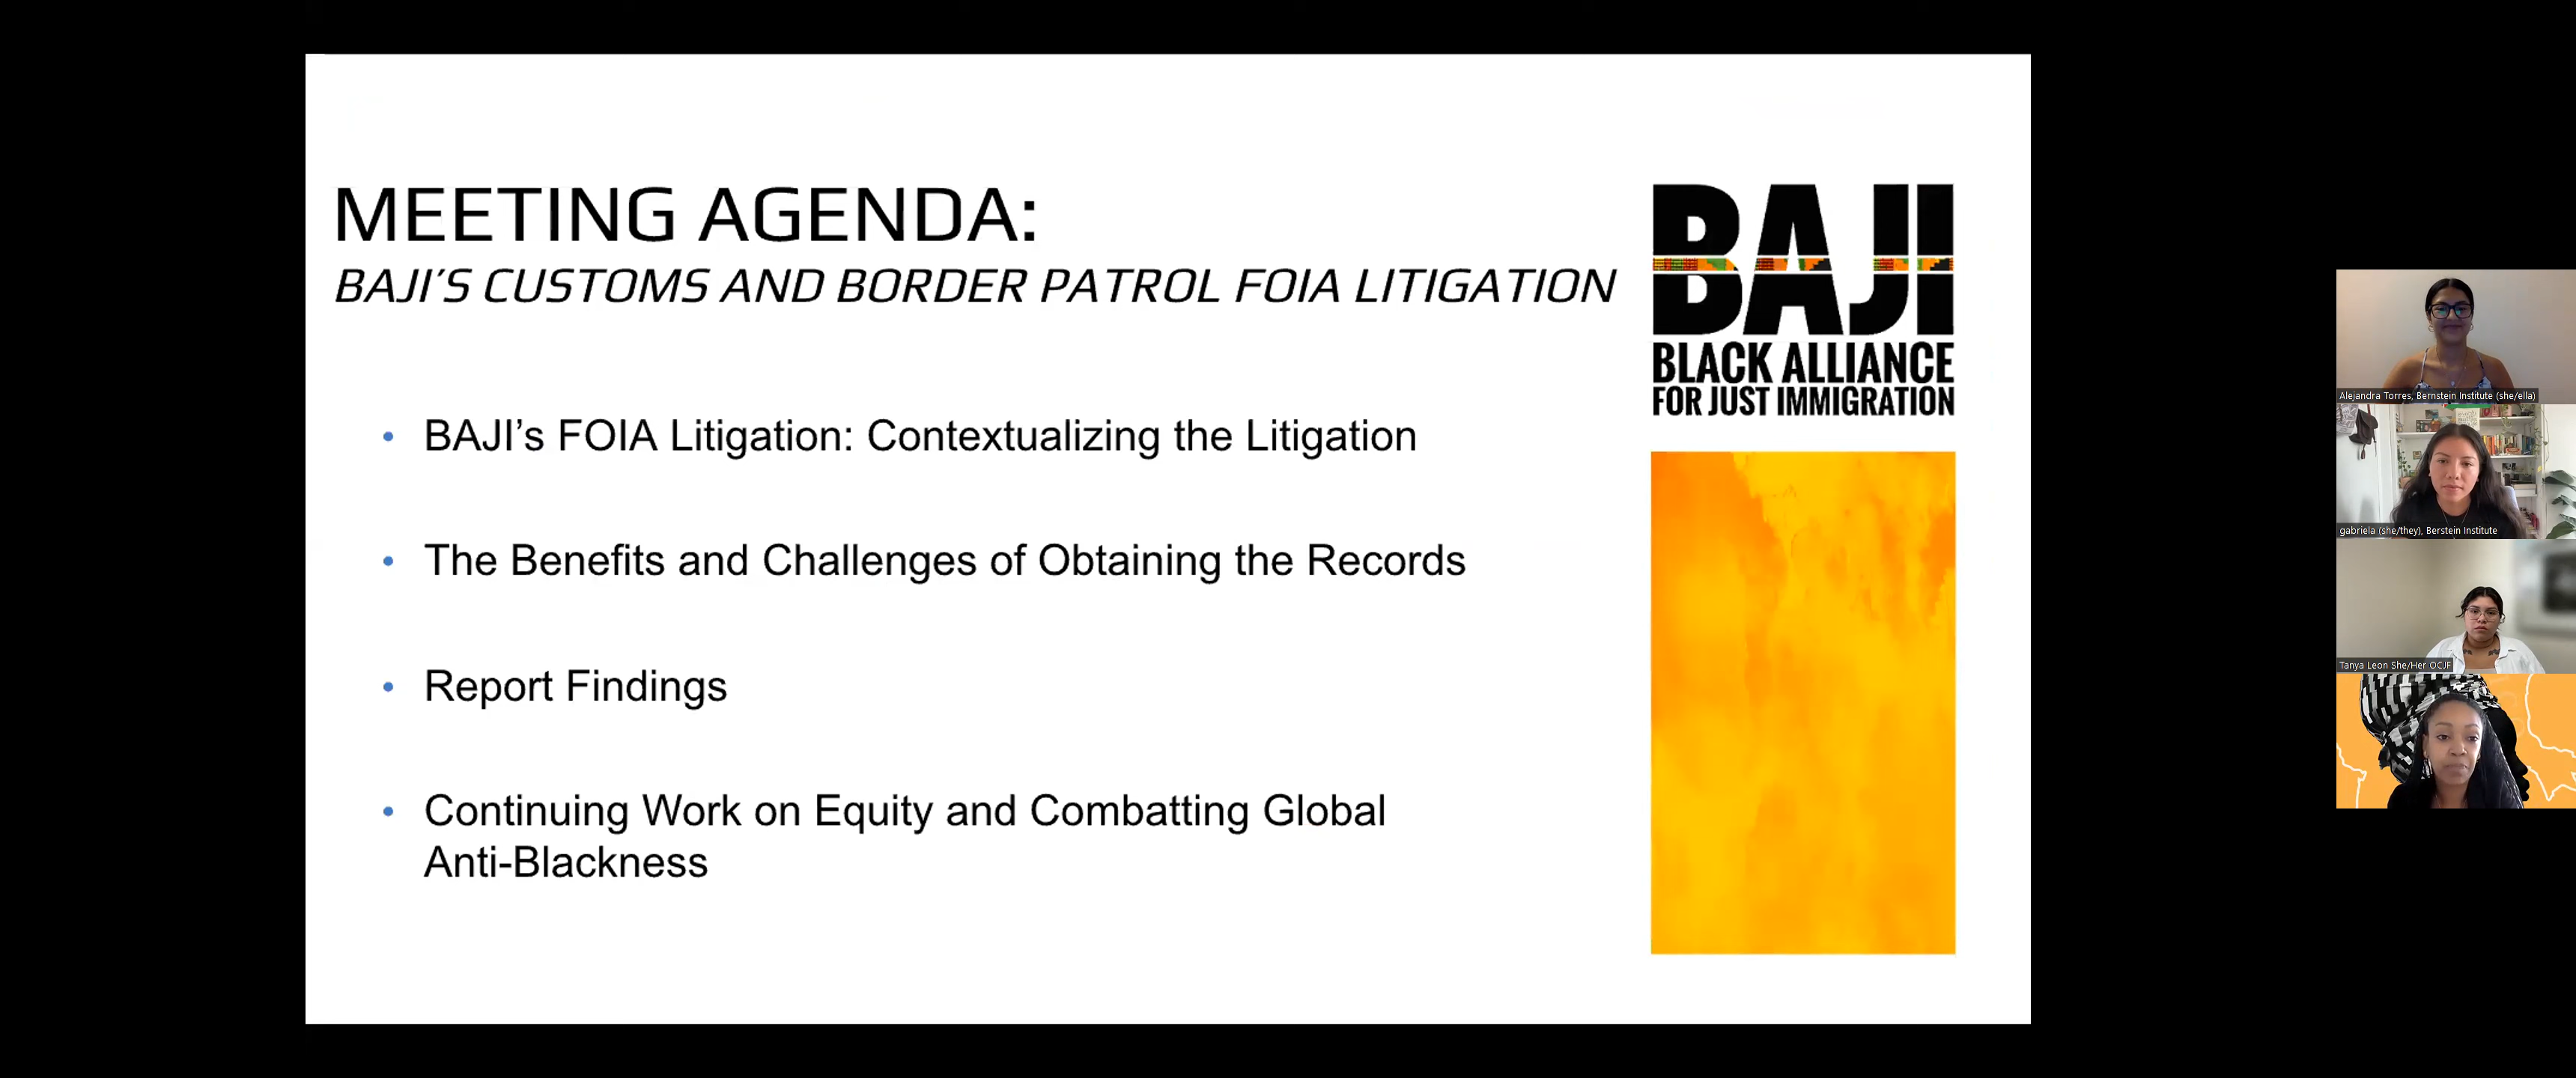 MEETING AGENDA:
BAJI'S CUSTOMS AND BORDER PATROL FOIA LITIGATION
• BAJI's FOIA Litigation: Contextualizing the Litigation
• The Benefits and Challenges of Obtaining the Records
• Report Findings
• Continuing Work on Equity and Combatting Global
Anti-Blackness
BAJI
BLACK ALLIANCE
FOR JUST IMMIGRATION
Alejandra Torres, Bernstein Institute (she/ella)
gabriela (she/they), Berstein Institute
Tanya Leon She/Her OCJF